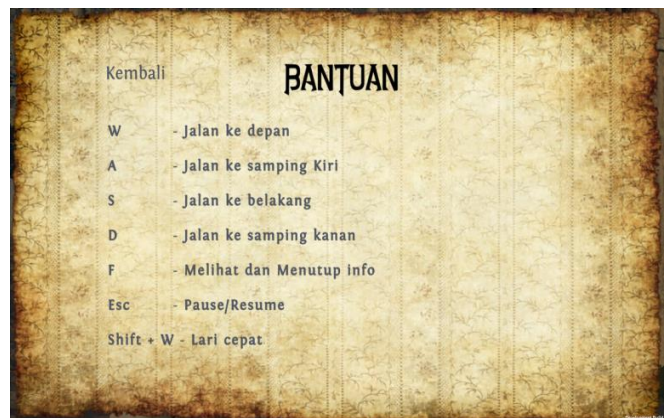 Kembali
BANTUAN
W - Jalan ke depan
A - Jalan ke samping Kiri
S - Jalan ke belakang
D - Jalan ke samping kanan
F - Melihat dan Menutup info
Esc - Pause/Resume
Shift + W - Lari cepat